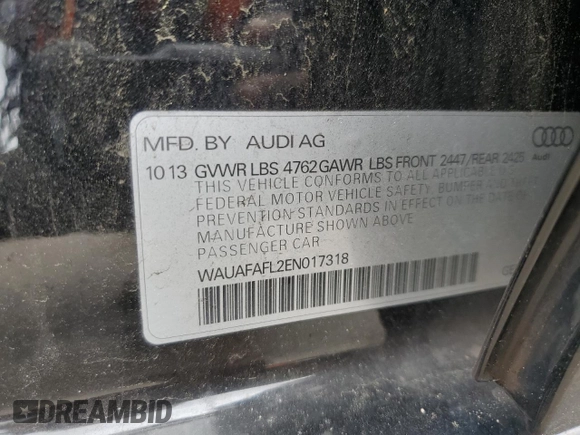 MFD. BY AUDI AG
10 13 GVWR LBS 4762 GAWR LBS FRONT 2447/REAR 2425 Audi
THIS VEHICLE CONFORMS TO ALL APPLICABLE
FEDERAL MOTOR VEHICLE SAFETY, BUMPER
PREVENTION STANDARDS IN EFFECT ON THE DATE OF
MANUFACTURE SHOWN ABOVE
PASSENGER CAR
WAUAFAFL2EN017318
DREAMBID